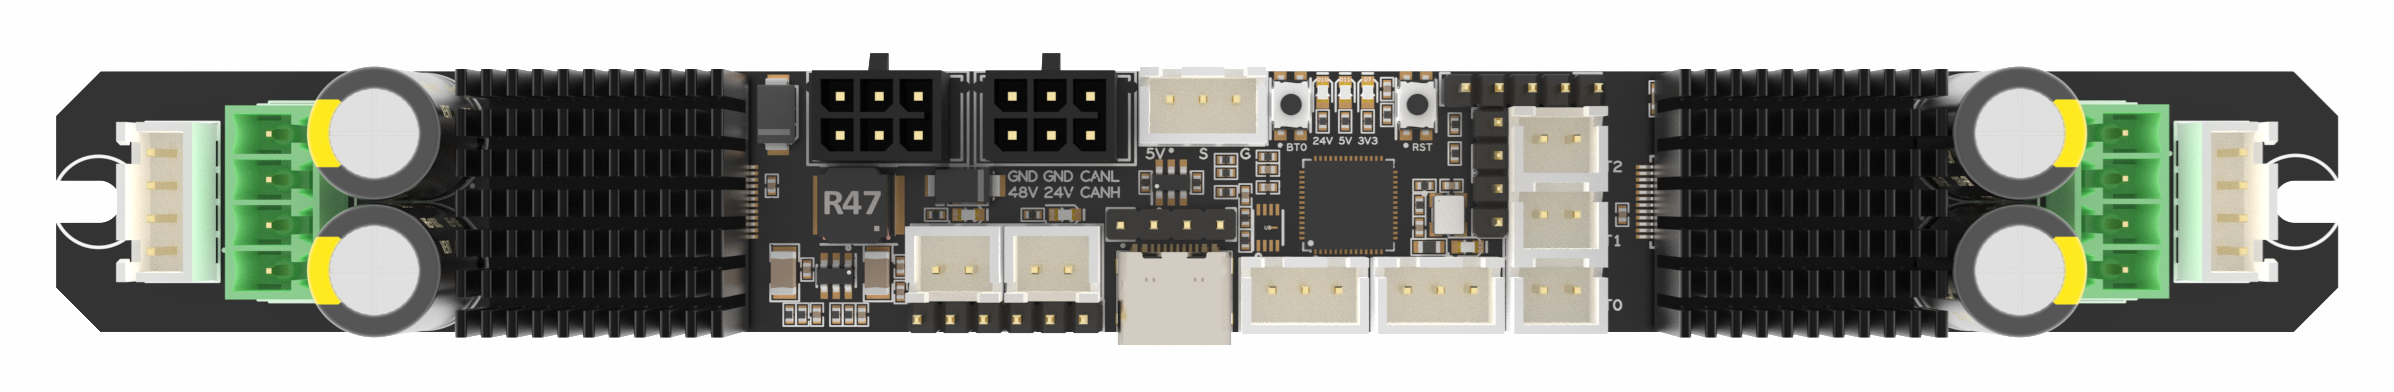 24V 5V 3V3
BT0
RST
5V S G
T2
GND GND CANL
48V 24V CANH
R47
T1
T0